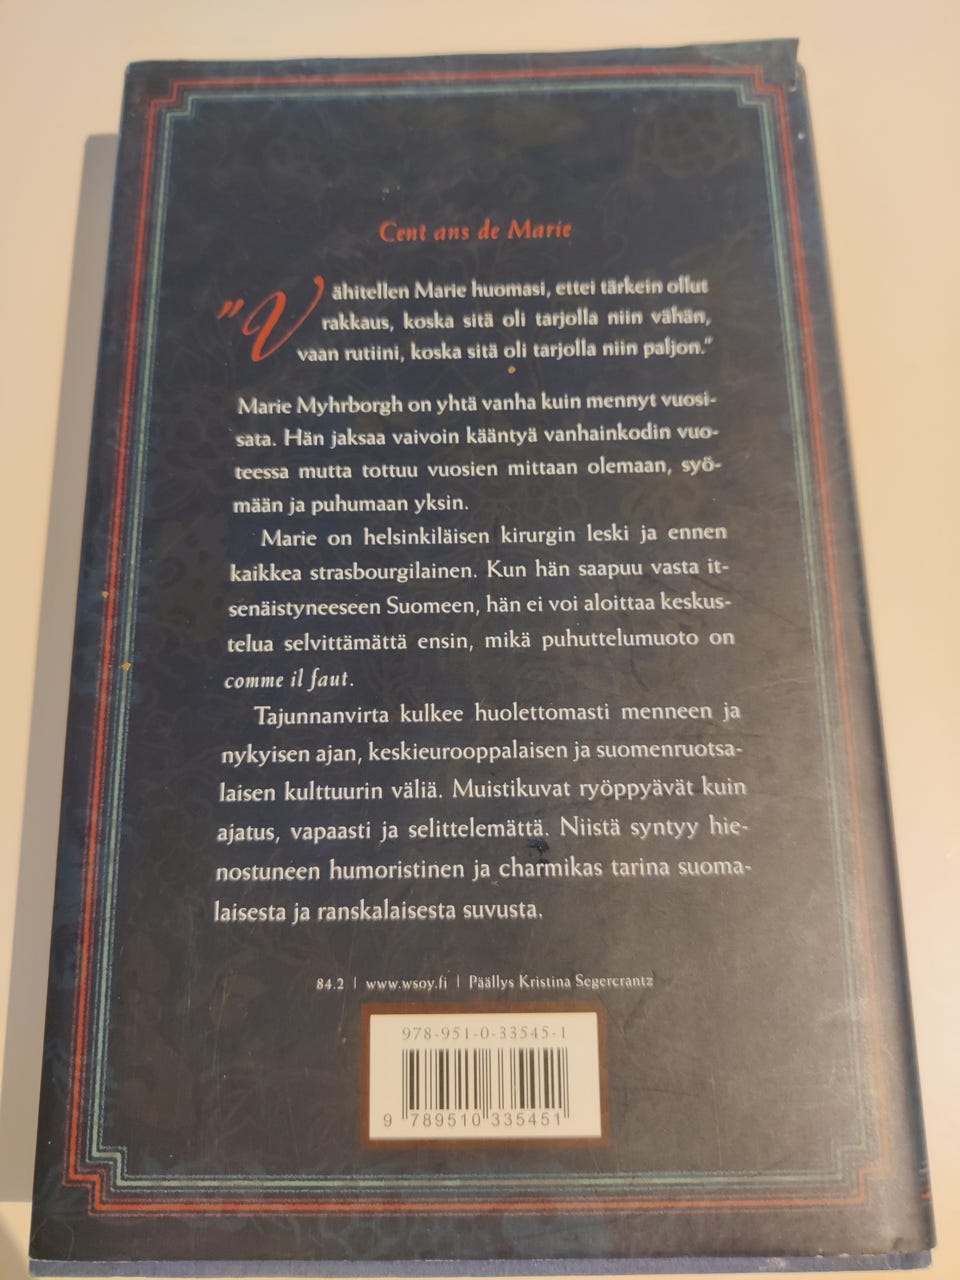 Cent ans de Marie
"Vähitellen Marie huomasi, ettei tärkein ollut
rakkaus, koska sitä oli tarjolla niin vähän,
vaan rutiini, koska sitä oli tarjolla niin paljon."
Marie Myhrborgh on yhtä vanha kuin mennyt vuosi-
sata. Hän jaksaa vaivoin kääntyä vanhainkodin vuo-
teessa mutta tottuu vuosien mittaan olemaan, syö-
mään ja puhumaan yksin.
Marie on helsinkiläisen kirurgin leski ja ennen
kaikkea strasbourgilainen. Kun hän saapuu vasta it-
senäistyneeseen Suomeen, hän ei voi aloittaa keskus-
telua selvittämättä ensin, mikä puhuttelumuoto on
comme il faut.
Tajunnanvirta kulkee huolettomasti menneen ja
nykyisen ajan, keskieurooppalaisen ja suomenruotsa-
laisen kulttuurin väliä. Muistikuvat ryöppyävät kuin
ajatus, vapaasti ja selittelemättä. Niistä syntyy hie-
nostuneen humoristinen ja charmikas tarina suoma-
laisesta ja ranskalaisesta suvusta.
84.2 | www.wsoy.fi | Päällys Kristina Segercrantz
978-951-0-33545-1
9 789510 335451